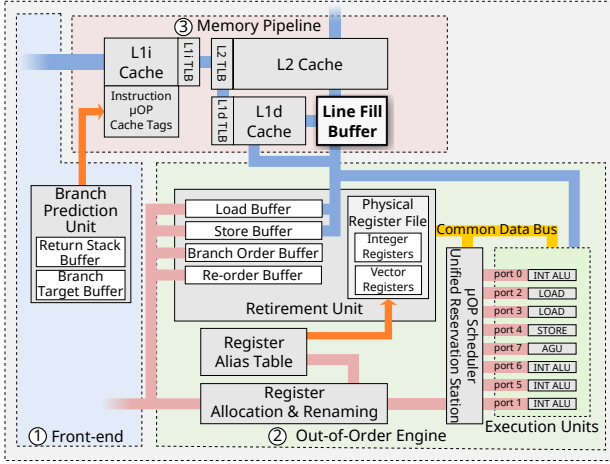 ③ Memory Pipeline
L1i
Cache
L1i TLB
L2 TLB
L2 Cache
Instruction
μOP
Cache Tags
L1d TLB
L1d
Cache
Line Fill
Buffer
Branch
Prediction
Unit
Return Stack
Buffer
Branch
Target Buffer
Load Buffer
Store Buffer
Branch Order Buffer
Re-order Buffer
Physical
Register File
Integer
Registers
Vector
Registers
Retirement Unit
Common Data Bus
μOP Scheduler
Unified Reservation Station
port 0
INT ALU
port 2
LOAD
port 3
LOAD
port 4
STORE
port 7
AGU
port 6
INT ALU
port 5
INT ALU
port 1
INT ALU
Execution Units
Register
Alias Table
Register
Allocation & Renaming
① Front-end
② Out-of-Order Engine